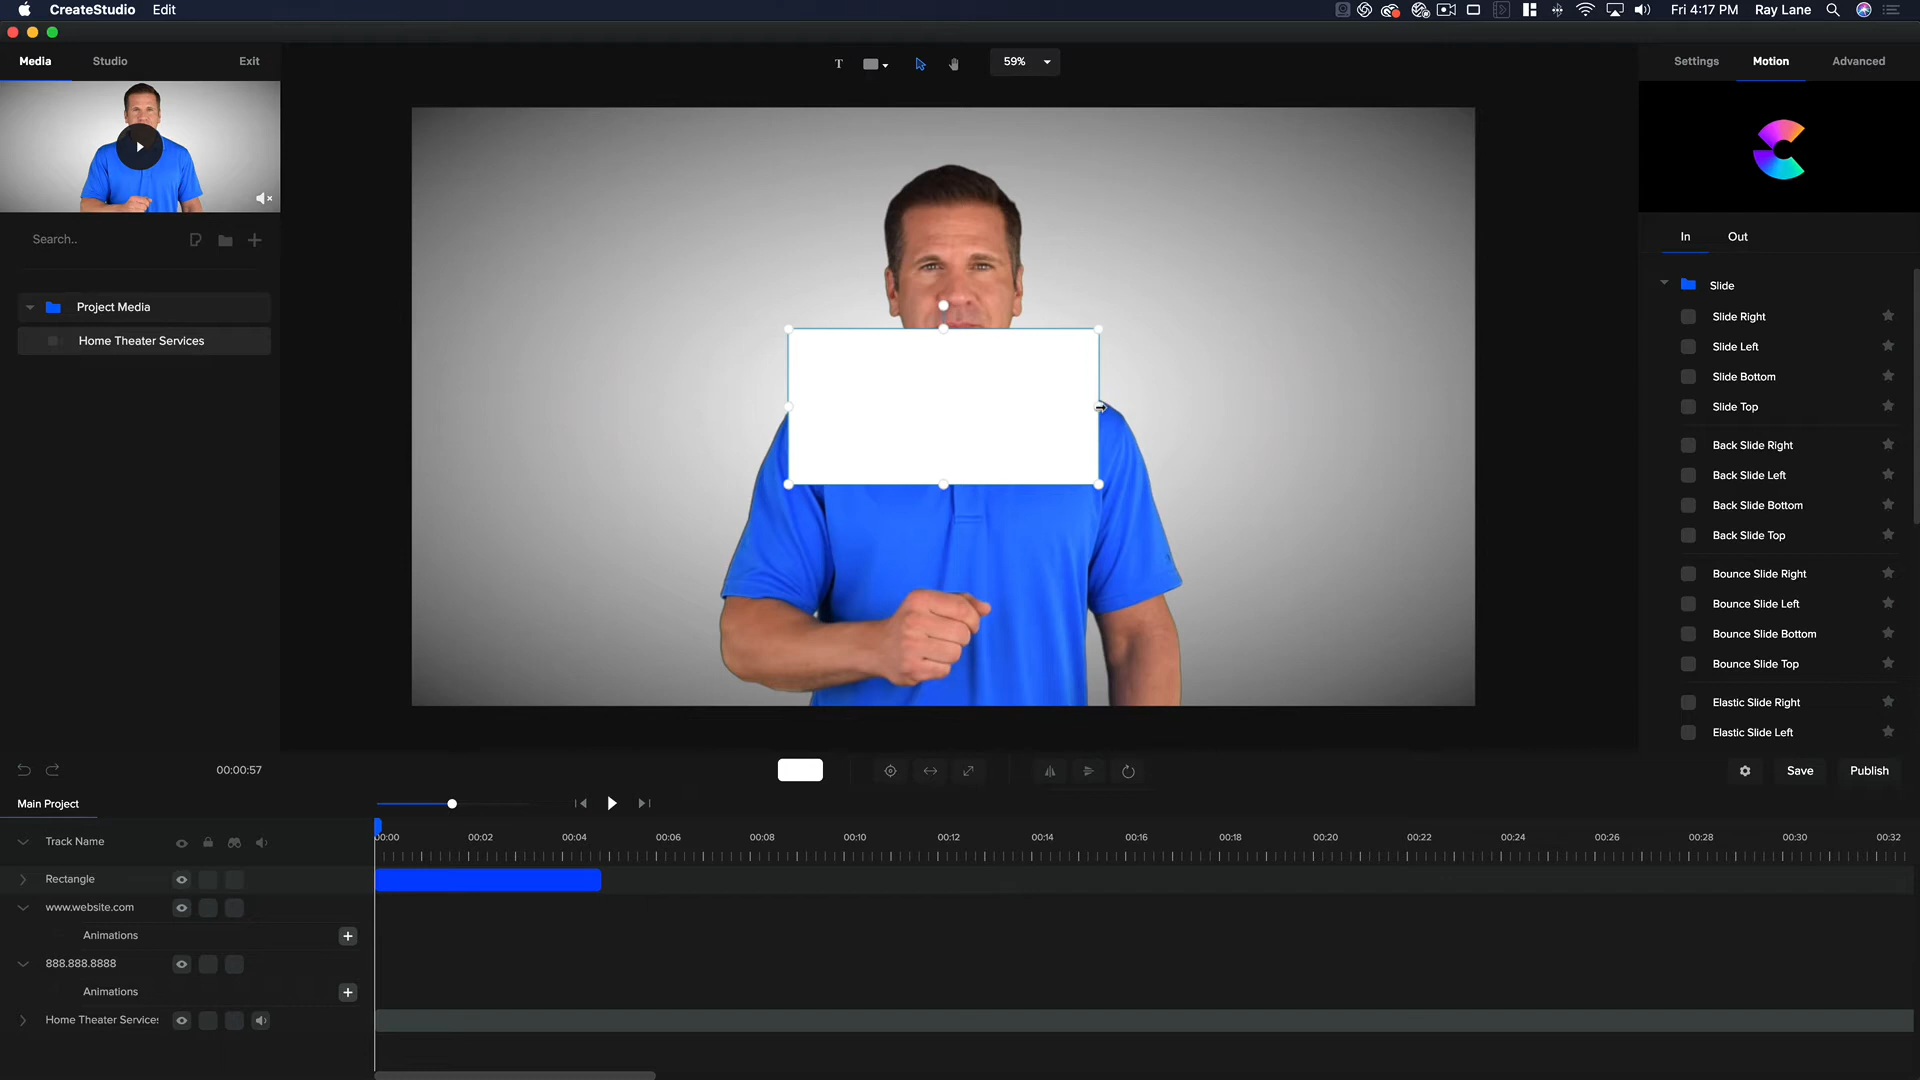 CreateStudio Edit
Fri 4:17 PM Ray Lane
Media Studio Exit
T 59%
Settings Motion Advanced
Search..
In Out
Project Media
Home Theater Services
Slide
Slide Right
Slide Left
Slide Bottom
Slide Top
Back Slide Right
Back Slide Left
Back Slide Bottom
Back Slide Top
Bounce Slide Right
Bounce Slide Left
Bounce Slide Bottom
Bounce Slide Top
Elastic Slide Right
Elastic Slide Left
00:00:57
Save Publish
Main Project
Track Name
00:00 00:02 00:04 00:06 00:08 00:10 00:12 00:14 00:16 00:18 00:20 00:22 00:24 00:26 00:28 00:30 00:32
Rectangle
www.website.com
Animations
888.888.8888
Animations
Home Theater Services